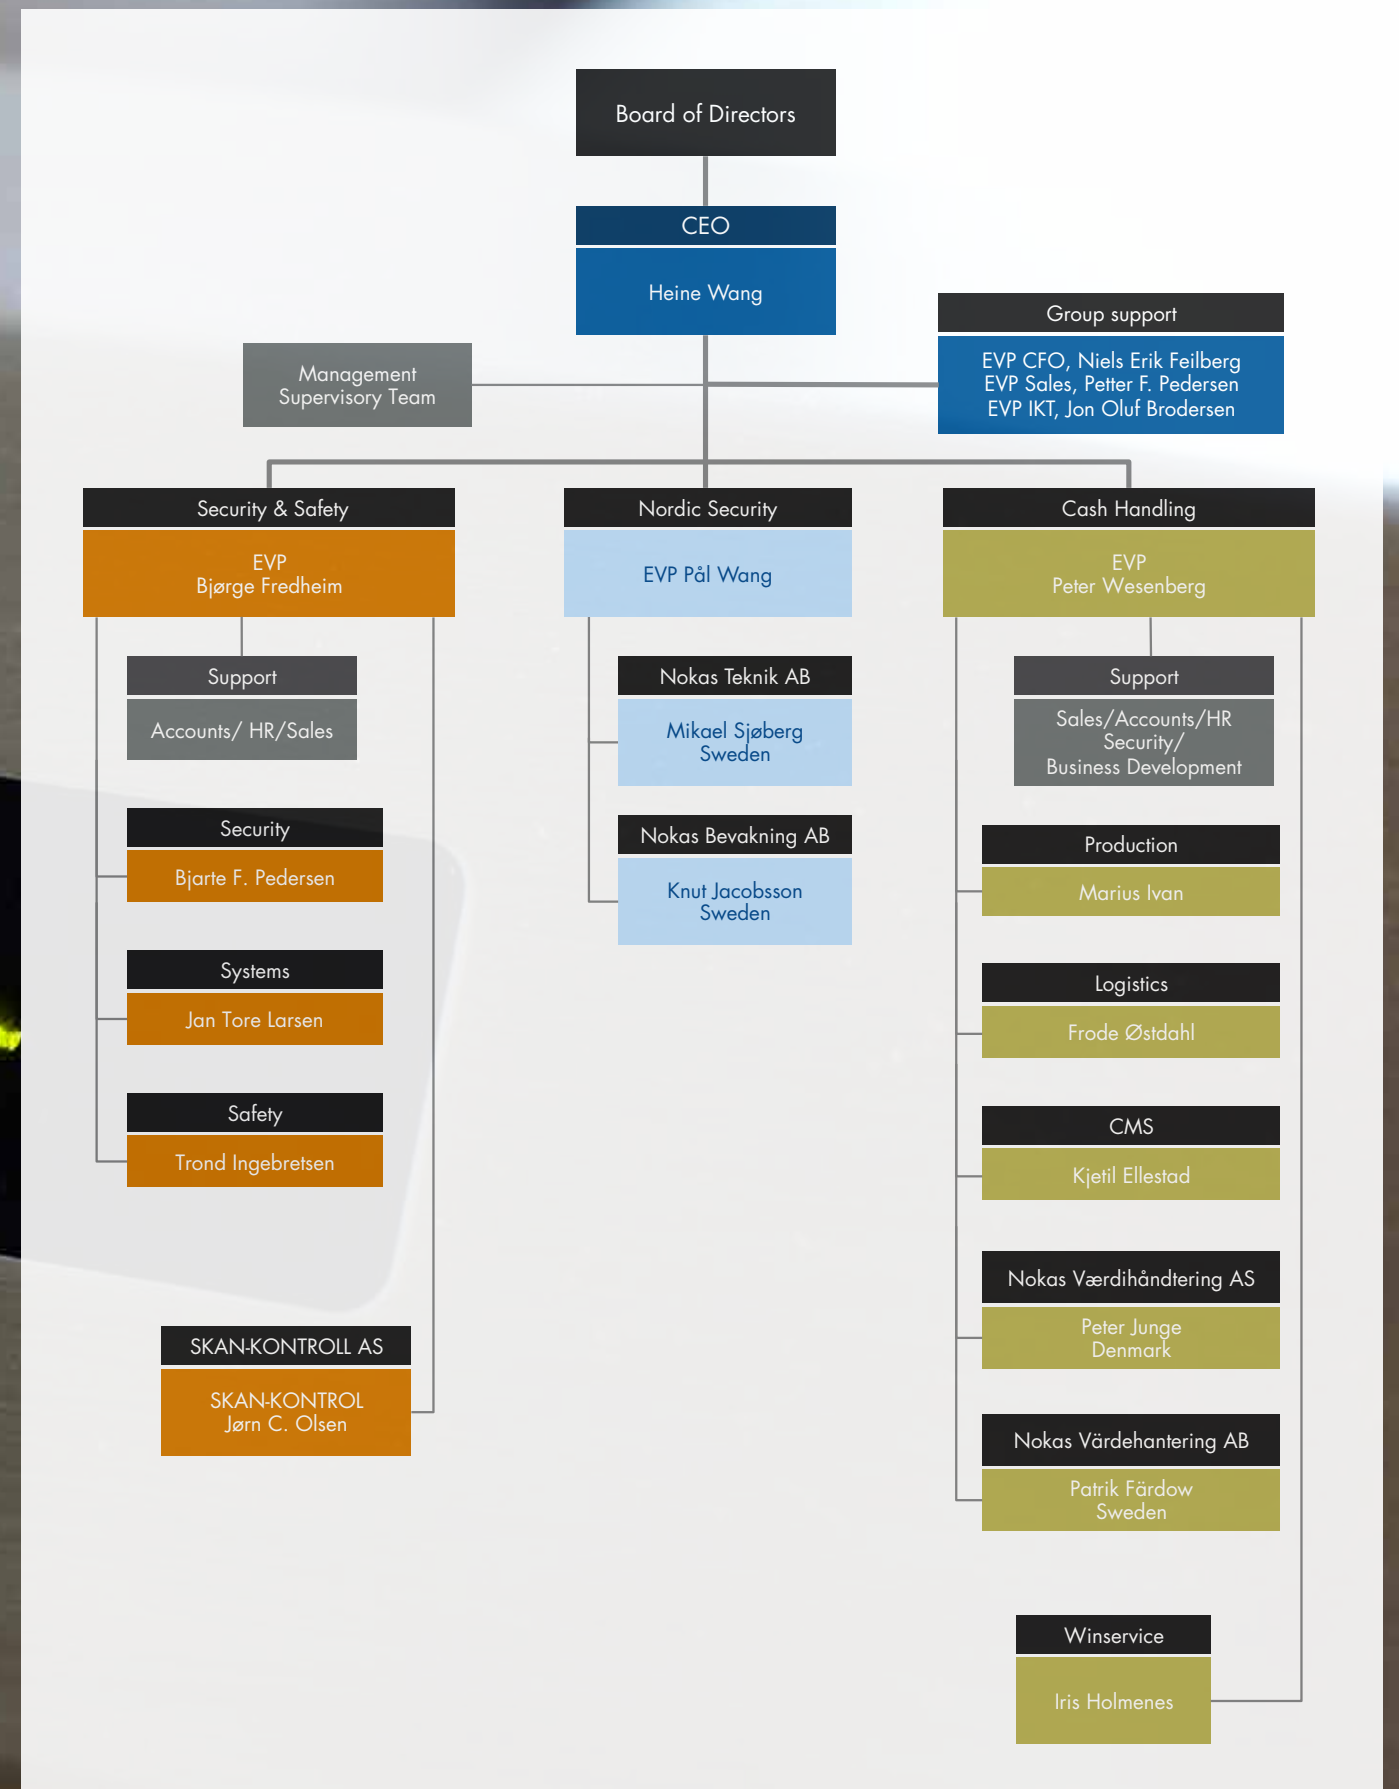 Board of Directors
CEO
Heine Wang
Group support
EVP CFO, Niels Erik Feilberg
EVP Sales, Petter F. Pedersen
EVP IKT, Jon Oluf Brodersen
Management
Supervisory Team
Security & Safety
EVP
Bjørge Fredheim
Support
Accounts/ HR/Sales
Security
Bjarte F. Pedersen
Systems
Jan Tore Larsen
Safety
Trond Ingebretsen
SKAN-KONTROLL AS
SKAN-KONTROL
Jørn C. Olsen
Nordic Security
EVP Pål Wang
Nokas Teknik AB
Mikael Sjøberg
Sweden
Nokas Bevakning AB
Knut Jacobsson
Sweden
Cash Handling
EVP
Peter Wesenberg
Support
Sales/Accounts/HR
Security/
Business Development
Production
Marius Ivan
Logistics
Frode Østdahl
CMS
Kjetil Ellestad
Nokas Værdihåndtering AS
Peter Junge
Denmark
Nokas Värdehantering AB
Patrik Färdow
Sweden
Winservice
Iris Holmenes